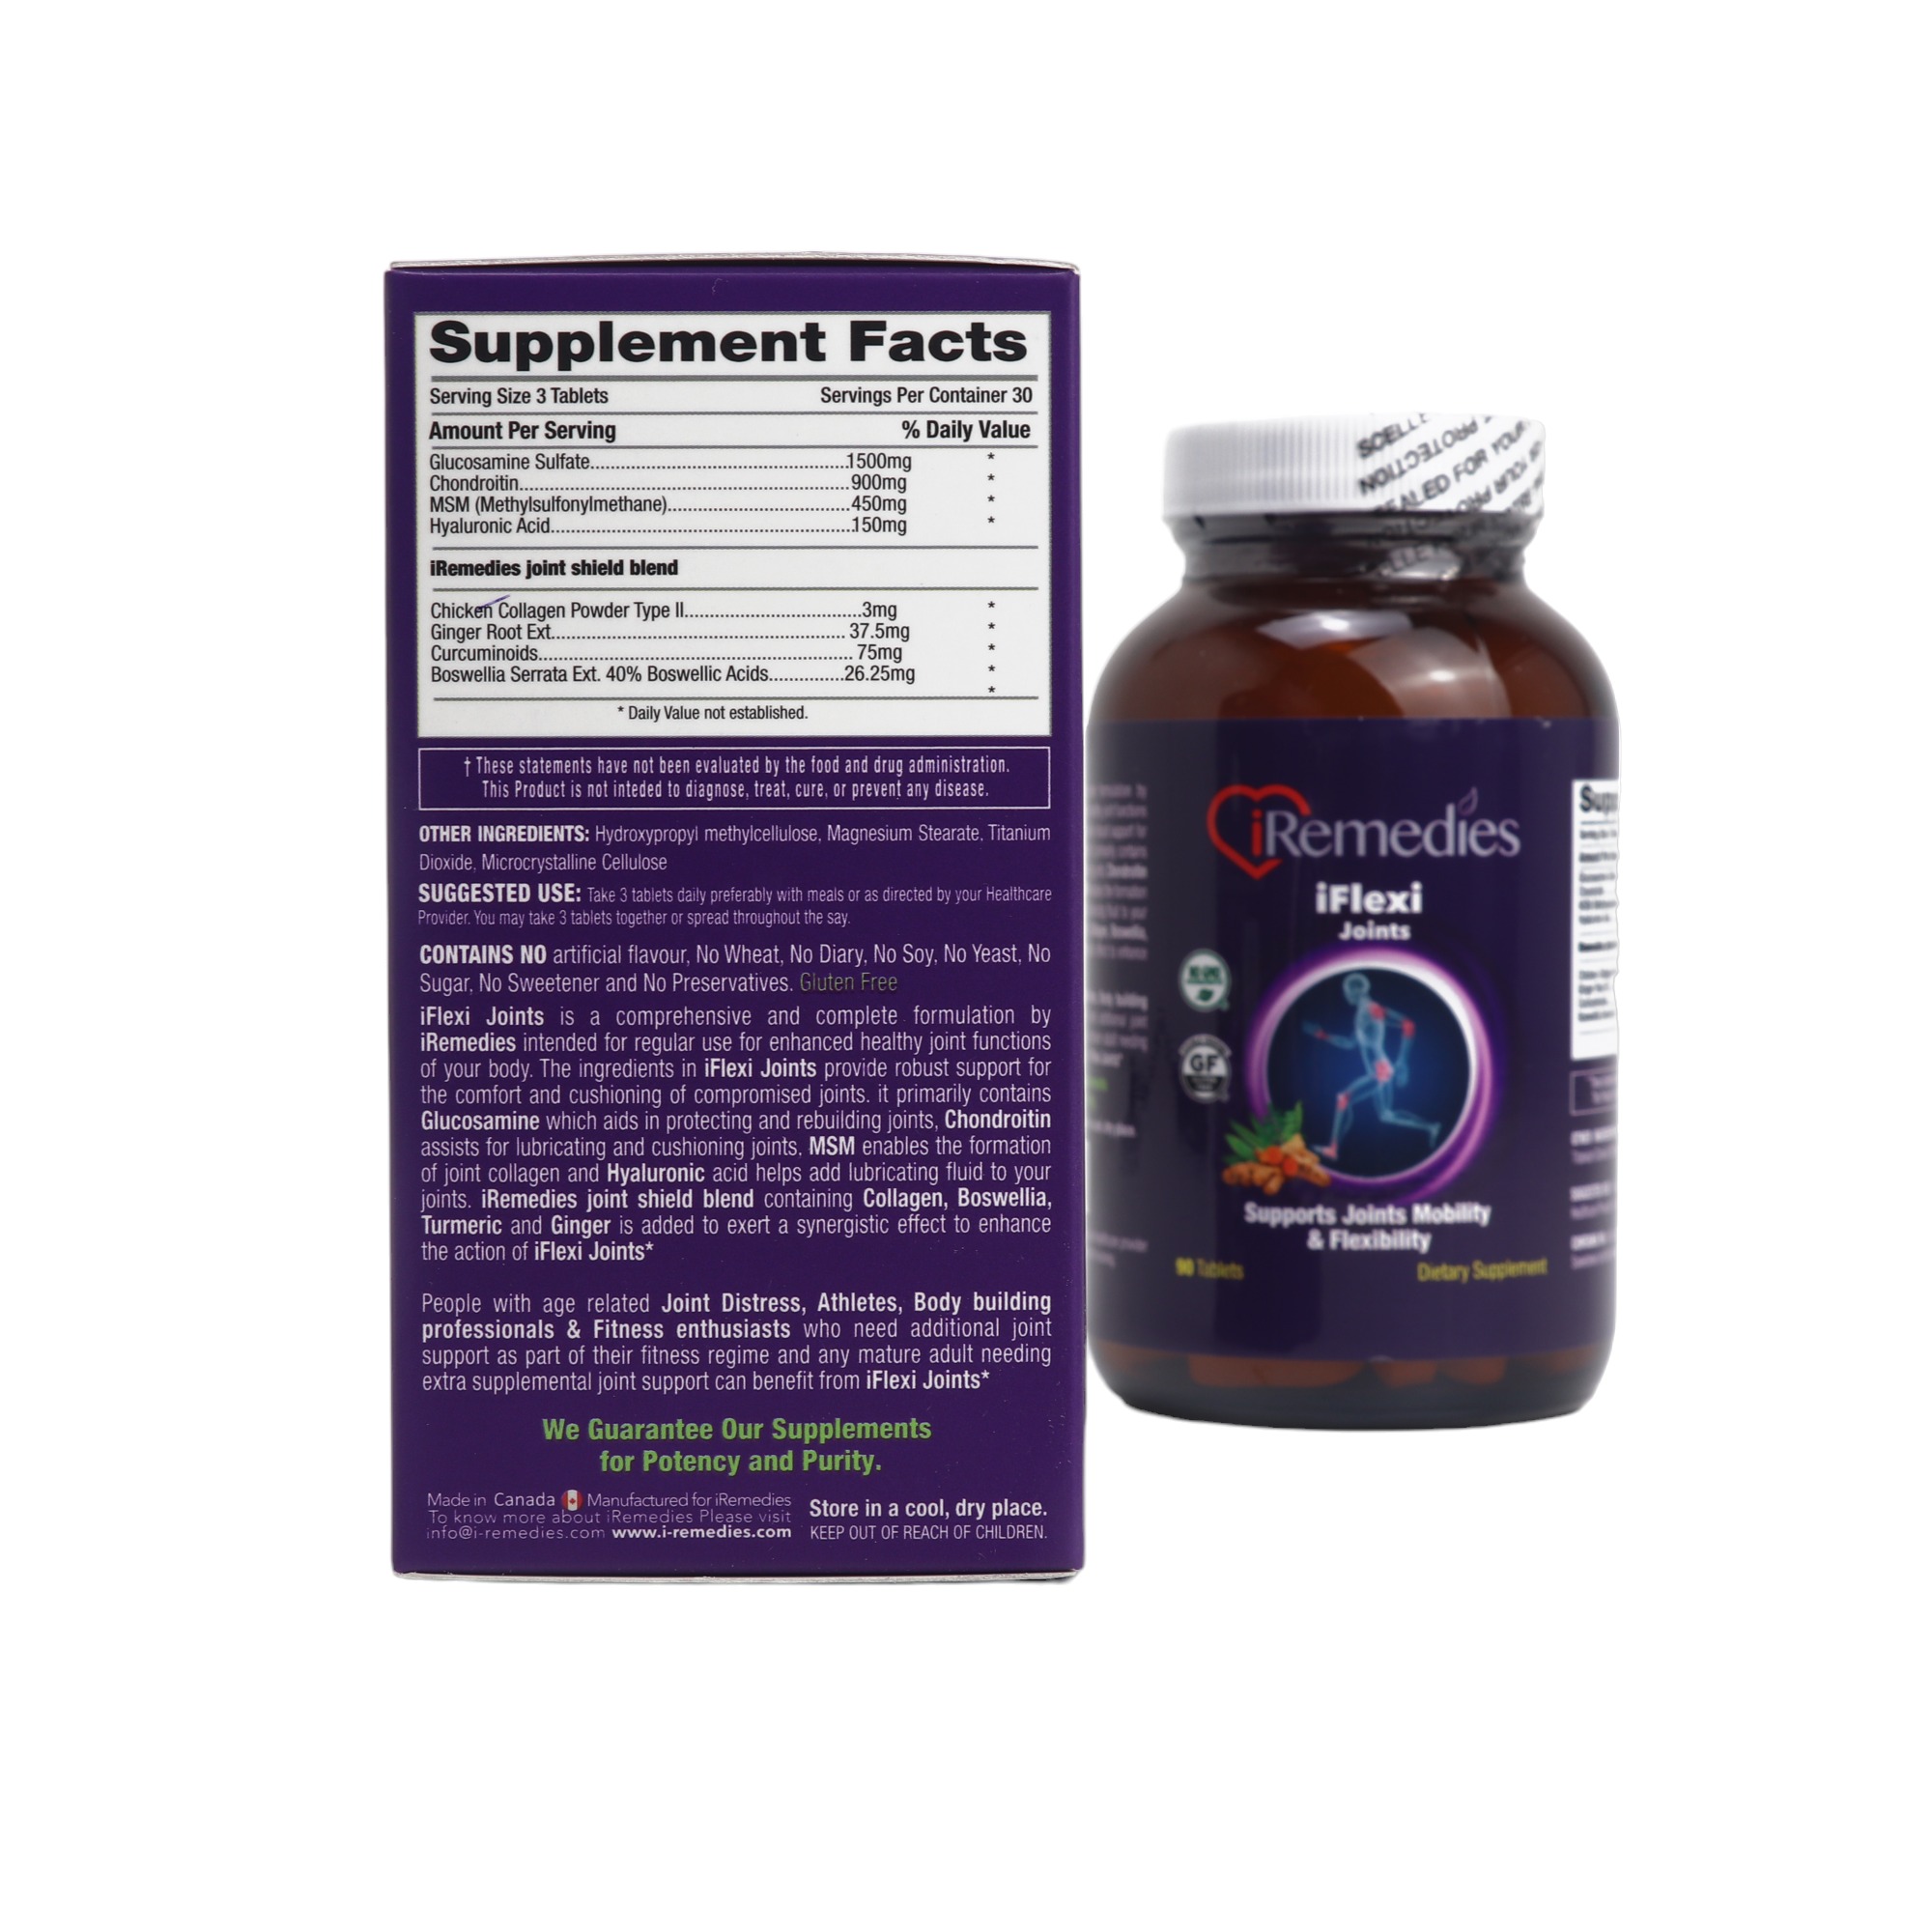 Supplement Facts
Serving Size 3 Tablets Servings Per Container 30
Amount Per Serving % Daily Value
Glucosamine Sulfate..........1500mg *
Chondroitin..........900mg *
MSM (Methylsulfonylmethane)..........450mg *
Hyaluronic Acid..........150mg *
iRemedies joint shield blend
Chicken Collagen Powder Type II..........3mg *
Ginger Root Ext..........37.5mg *
Curcuminoids..........75mg *
Boswellia Serrata Ext. 40% Boswellic Acids..........26.25mg *
*
* Daily Value not established.
† These statements have not been evaluated by the food and drug administration.
This Product is not inteded to diagnose, treat, cure, or prevent any disease.
OTHER INGREDIENTS: Hydroxypropyl methylcellulose, Magnesium Stearate, Titanium
Dioxide, Microcrystalline Cellulose
SUGGESTED USE: Take 3 tablets daily preferably with meals or as directed by your Healthcare
Provider. You may take 3 tablets together or spread throughout the say.
CONTAINS NO artificial flavour, No Wheat, No Diary, No Soy, No Yeast, No
Sugar, No Sweetener and No Preservatives. Gluten Free
iFlexi Joints is a comprehensive and complete formulation by
iRemedies intended for regular use for enhanced healthy joint functions
of your body. The ingredients in iFlexi Joints provide robust support for
the comfort and cushioning of compromised joints. it primarily contains
Glucosamine which aids in protecting and rebuilding joints, Chondroitin
assists for lubricating and cushioning joints, MSM enables the formation
of joint collagen and Hyaluronic acid helps add lubricating fluid to your
joints. iRemedies joint shield blend containing Collagen, Boswellia,
Turmeric and Ginger is added to exert a synergistic effect to enhance
the action of iFlexi Joints*
People with age related Joint Distress, Athletes, Body building
professionals & Fitness enthusiasts who need additional joint
support as part of their fitness regime and any mature adult needing
extra supplemental joint support can benefit from iFlexi Joints*
We Guarantee Our Supplements
for Potency and Purity.
Made in Canada Manufactured for iRemedies
To know more about iRemedies Please visit
info@i-remedies.com www.i-remedies.com
Store in a cool, dry place.
KEEP OUT OF REACH OF CHILDREN.
SEALED FOR YOUR
iRemedies
iFlexi
Joints
GF
Supports Joints Mobility
& Flexibility
90 Tablets Dietary Supplement